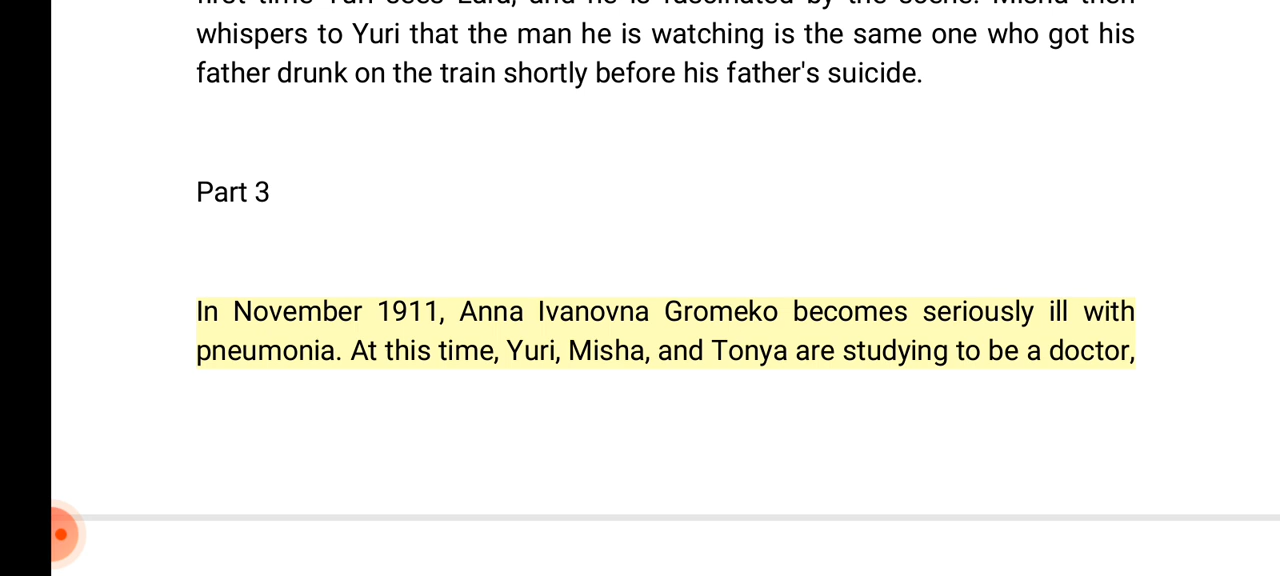 whispers to Yuri that the man he is watching is the same one who got his
father drunk on the train shortly before his father's suicide.
Part 3
In November 1911, Anna Ivanovna Gromeko becomes seriously ill with
pneumonia. At this time, Yuri, Misha, and Tonya are studying to be a doctor,